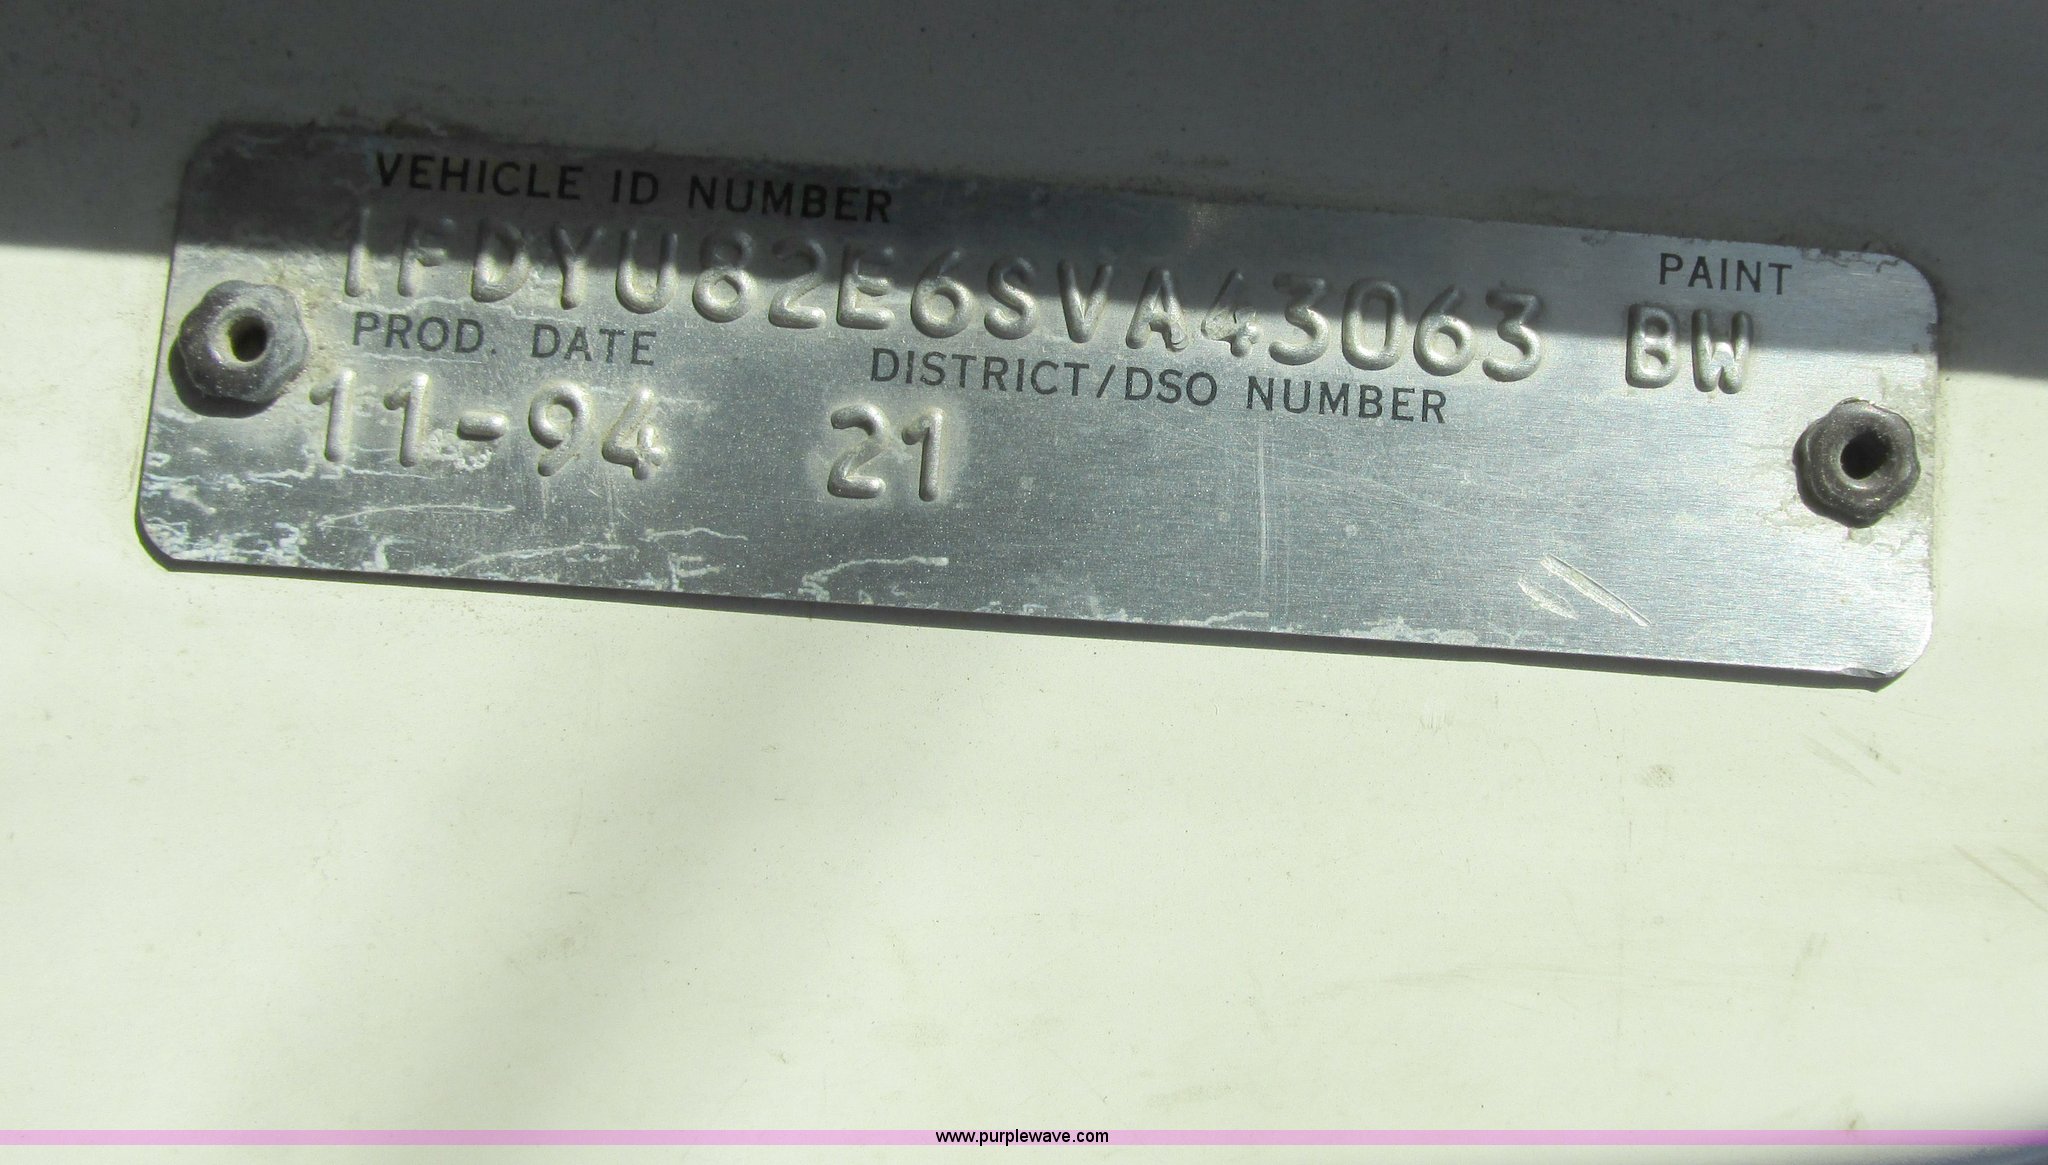 VEHICLE ID NUMBER
PAINT
1FDYU82E6SVA43063 BW
PROD. DATE
DISTRICT/DSO NUMBER
11-94 21
www.purplewave.com